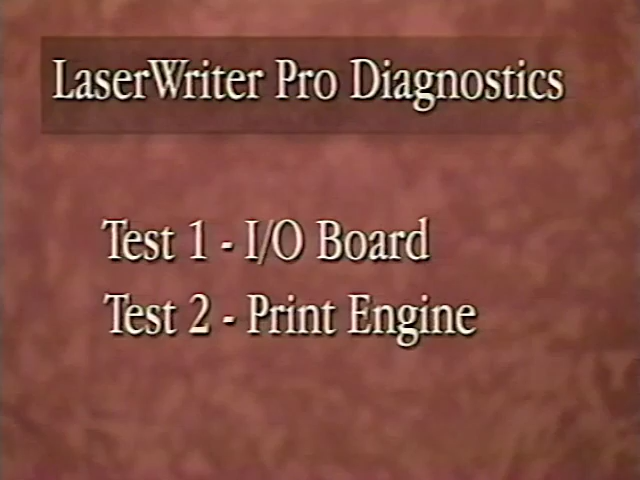 LaserWriter Pro Diagnostics
Test 1 - I/O Board
Test 2 - Print Engine